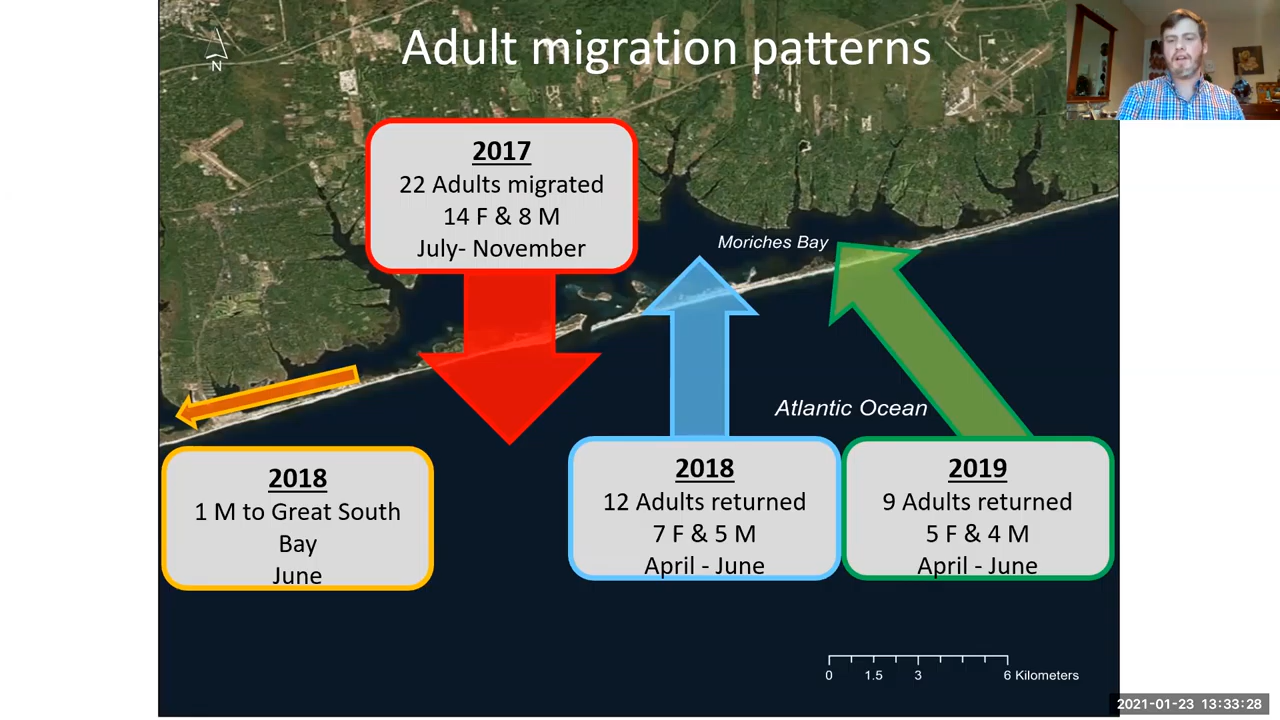 Adult migration patterns
N
2017
22 Adults migrated
14 F & 8 M
July- November
Moriches Bay
Atlantic Ocean
2018
1 M to Great South
Bay
June
2018
12 Adults returned
7 F & 5 M
April - June
2019
9 Adults returned
5 F & 4 M
April - June
0 1.5 3 6 Kilometers
2021-01-23 13:33:28